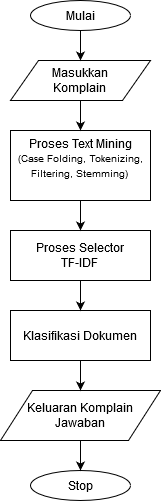 Mulai
Masukkan
Komplain
Proses Text Mining
(Case Folding, Tokenizing,
Filtering, Stemming)
Proses Selector
TF-IDF
Klasifikasi Dokumen
Keluaran Komplain
Jawaban
Stop